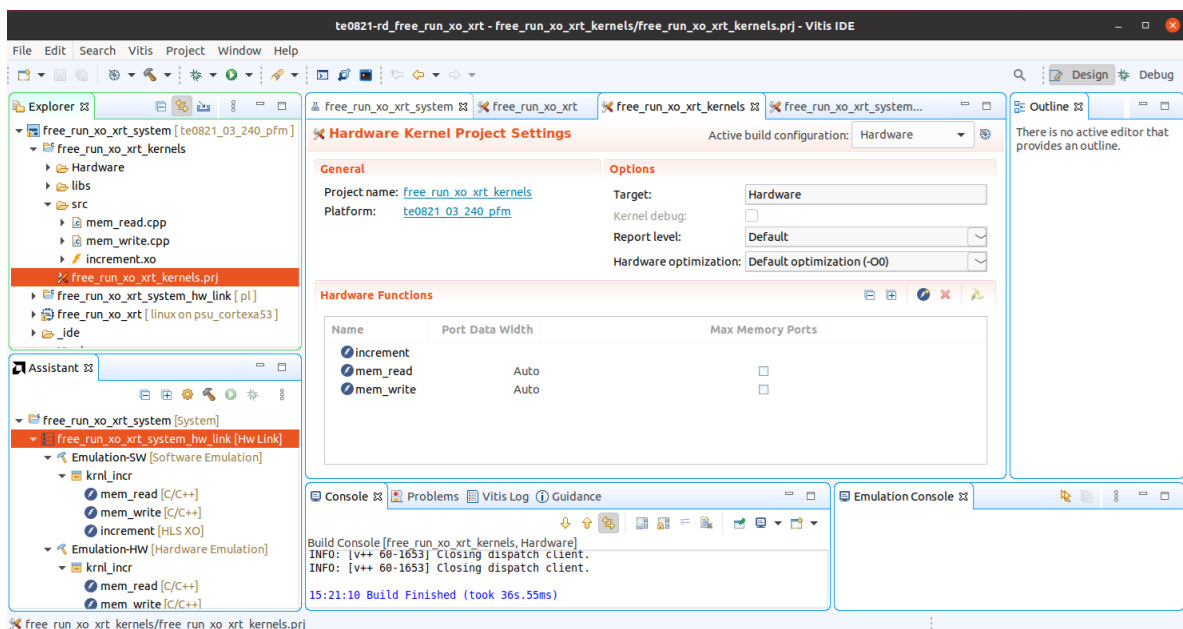 te0821-rd_free_run_xo_xrt - free_run_xo_xrt_kernels/free_run_xo_xrt_kernels.prj - Vitis IDE
File Edit Search Vitis Project Window Help
Design Debug
Explorer
free_run_xo_xrt_system [ te0821_03_240_pfm ]
free_run_xo_xrt_kernels
Hardware
libs
src
mem_read.cpp
mem_write.cpp
increment.xo
free_run_xo_xrt_kernels.prj
free_run_xo_xrt_system_hw_link [ pl ]
free_run_xo_xrt [ linux on psu_cortexa53 ]
_ide
Assistant
free_run_xo_xrt_system [System]
free_run_xo_xrt_system_hw_link [Hw Link]
Emulation-SW [Software Emulation]
krnl_incr
mem_read [C/C++]
mem_write [C/C++]
increment [HLS XO]
Emulation-HW [Hardware Emulation]
krnl_incr
mem_read [C/C++]
mem_write [C/C++]
free_run_xo_xrt_system free_run_xo_xrt free_run_xo_xrt_kernels free_run_xo_xrt_system...
Hardware Kernel Project Settings
Active build configuration: Hardware
General
Project name: free_run_xo_xrt_kernels
Platform: te0821_03_240_pfm
Options
Target: Hardware
Kernel debug:
Report level: Default
Hardware optimization: Default optimization (-O0)
Hardware Functions
Name Port Data Width Max Memory Ports
increment
mem_read Auto
mem_write Auto
Outline
There is no active editor that
provides an outline.
Console Problems Vitis Log Guidance
Build Console [free_run_xo_xrt_kernels, Hardware]
INFO: [v++ 60-1653] Closing dispatch client.
INFO: [v++ 60-1653] Closing dispatch client.
15:21:10 Build Finished (took 36s.55ms)
Emulation Console
free_run_xo_xrt_kernels/free_run_xo_xrt_kernels.prj